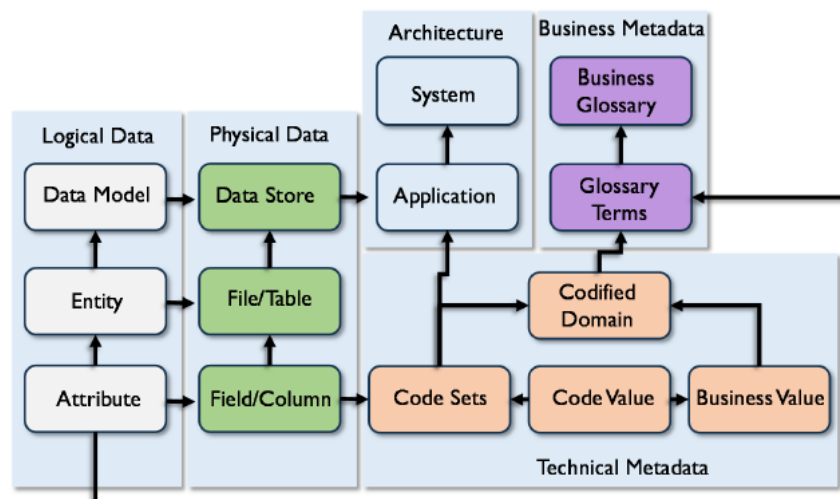 Architecture
Business Metadata
System
Business
Glossary
Logical Data
Physical Data
Data Model
Data Store
Application
Glossary
Terms
Entity
File/Table
Codified
Domain
Attribute
Field/Column
Code Sets
Code Value
Business Value
Technical Metadata